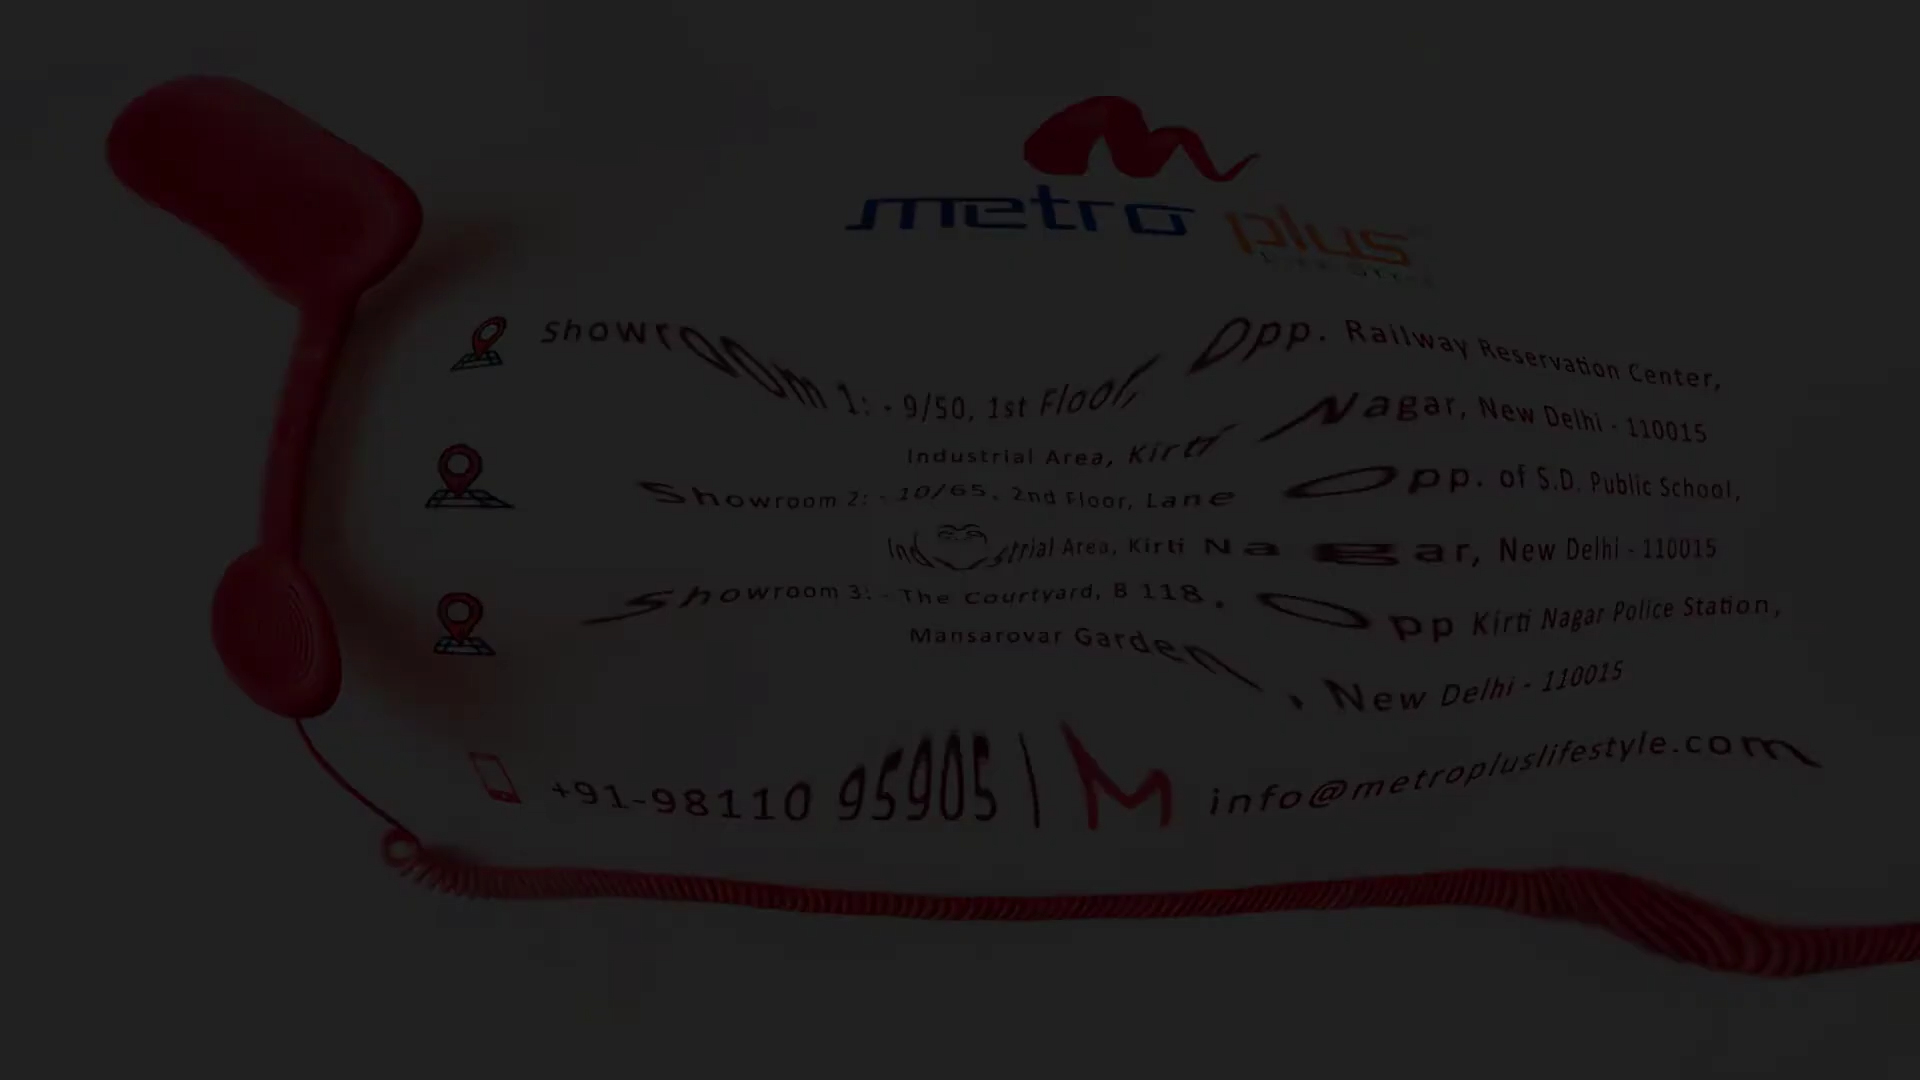 metro plus
Showroom 1: - 9/50, 1st Floor, Opp. Railway Reservation Center,
Industrial Area, Kirti Nagar, New Delhi - 110015
Showroom 2: - 10/65, 2nd Floor, Lane Opp. of S.D. Public School,
Industrial Area, Kirti Nagar, New Delhi - 110015
Showroom 3: - The Courtyard, B 118, Opp Kirti Nagar Police Station,
Mansarovar Garden, New Delhi - 110015
+91-98110 95905 | M info@metropluslifestyle.com